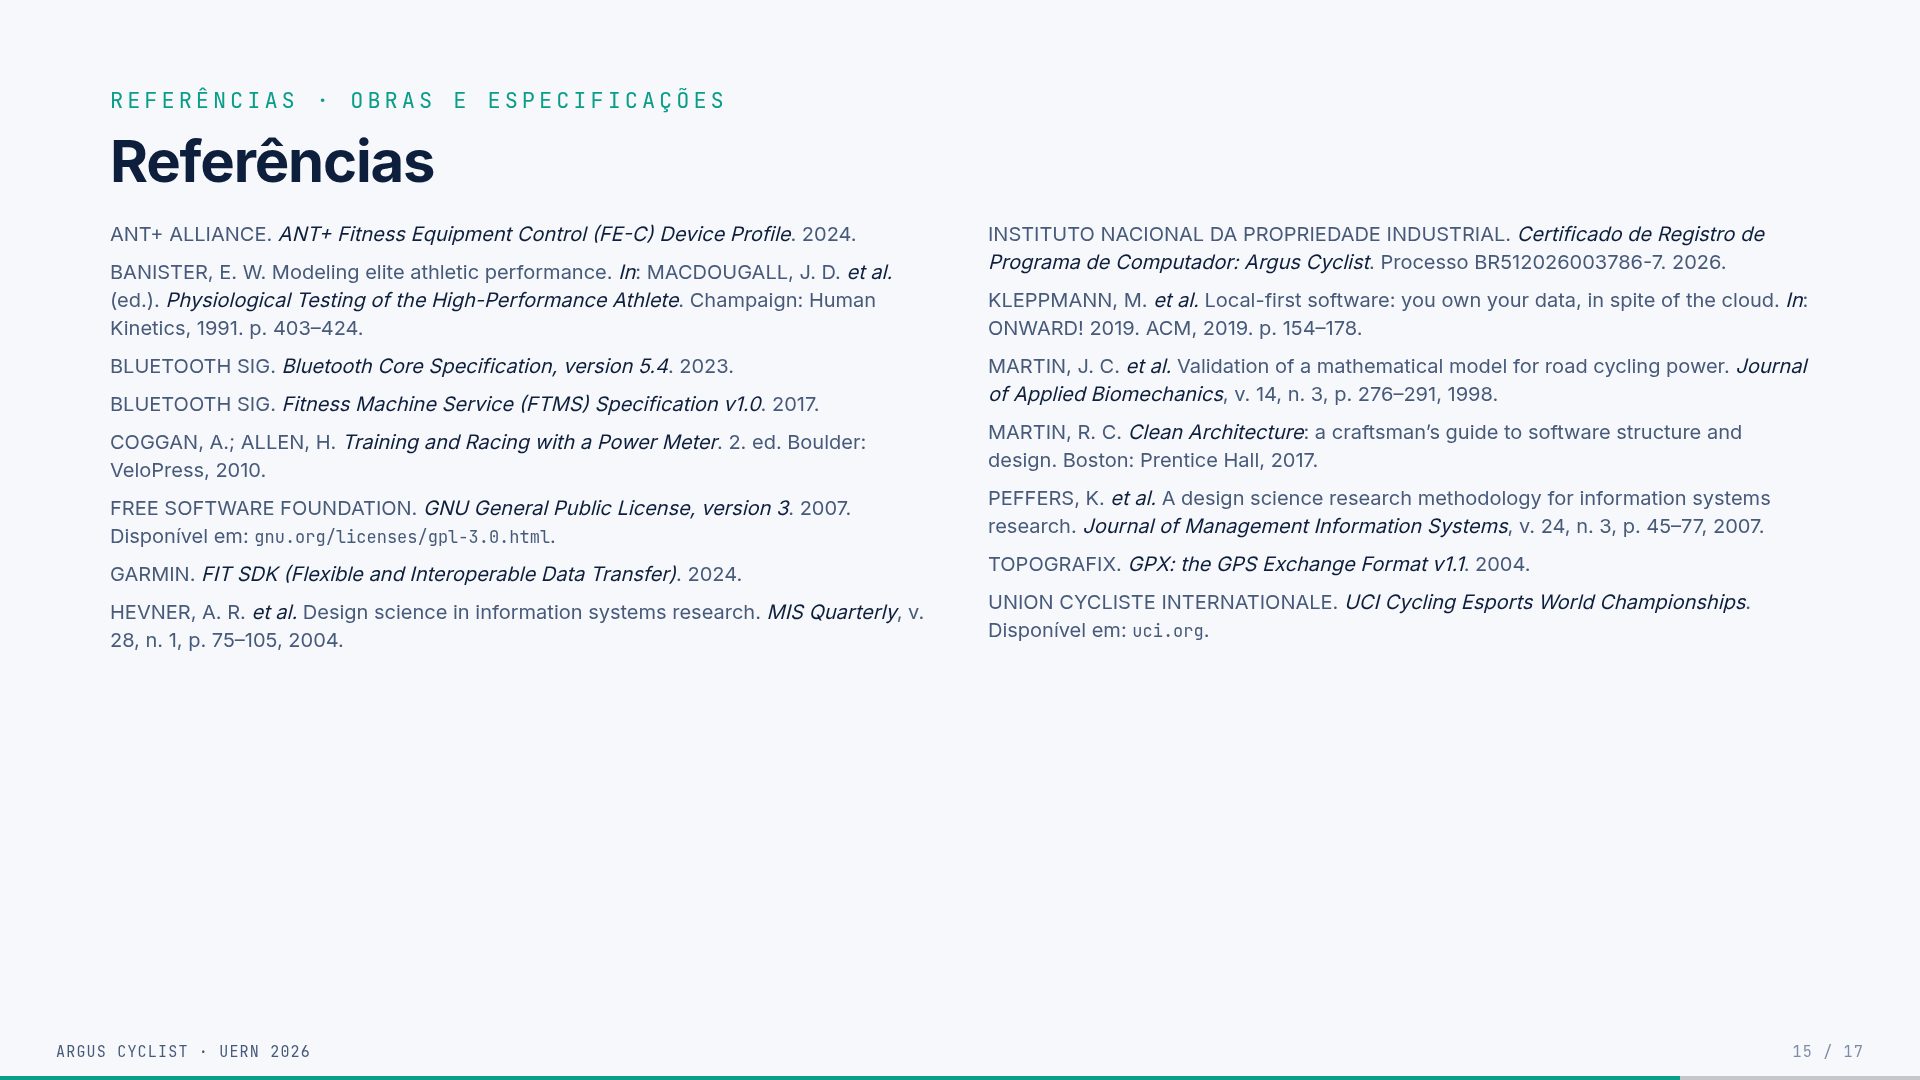 REFERÊNCIAS · OBRAS E ESPECIFICAÇÕES
Referências
ANT+ ALLIANCE. ANT+ Fitness Equipment Control (FE-C) Device Profile. 2024.
BANISTER, E. W. Modeling elite athletic performance. In: MACDOUGALL, J. D. et al.
(ed.). Physiological Testing of the High-Performance Athlete. Champaign: Human
Kinetics, 1991. p. 403–424.
BLUETOOTH SIG. Bluetooth Core Specification, version 5.4. 2023.
BLUETOOTH SIG. Fitness Machine Service (FTMS) Specification v1.0. 2017.
COGGAN, A.; ALLEN, H. Training and Racing with a Power Meter. 2. ed. Boulder:
VeloPress, 2010.
FREE SOFTWARE FOUNDATION. GNU General Public License, version 3. 2007.
Disponível em: gnu.org/licenses/gpl-3.0.html.
GARMIN. FIT SDK (Flexible and Interoperable Data Transfer). 2024.
HEVNER, A. R. et al. Design science in information systems research. MIS Quarterly, v.
28, n. 1, p. 75–105, 2004.
INSTITUTO NACIONAL DA PROPRIEDADE INDUSTRIAL. Certificado de Registro de
Programa de Computador: Argus Cyclist. Processo BR512026003786-7. 2026.
KLEPPMANN, M. et al. Local-first software: you own your data, in spite of the cloud. In:
ONWARD! 2019. ACM, 2019. p. 154–178.
MARTIN, J. C. et al. Validation of a mathematical model for road cycling power. Journal
of Applied Biomechanics, v. 14, n. 3, p. 276–291, 1998.
MARTIN, R. C. Clean Architecture: a craftsman’s guide to software structure and
design. Boston: Prentice Hall, 2017.
PEFFERS, K. et al. A design science research methodology for information systems
research. Journal of Management Information Systems, v. 24, n. 3, p. 45–77, 2007.
TOPOGRAFIX. GPX: the GPS Exchange Format v1.1. 2004.
UNION CYCLISTE INTERNATIONALE. UCI Cycling Esports World Championships.
Disponível em: uci.org.
ARGUS CYCLIST · UERN 2026
15 / 17